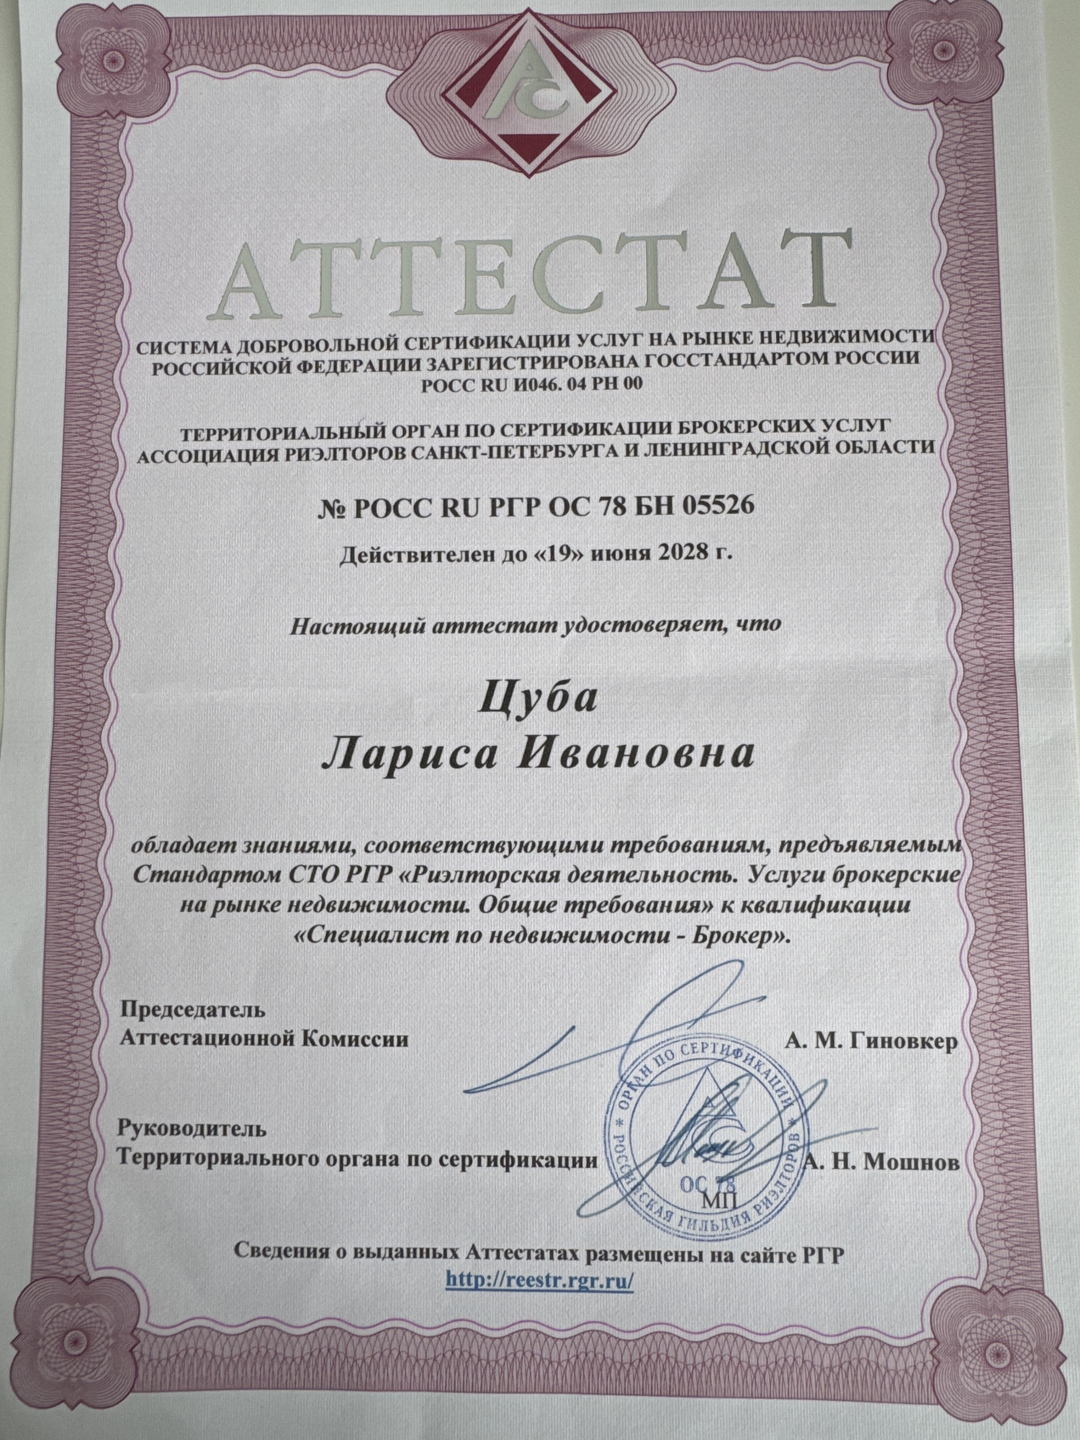 АС
АТТЕСТАТ
СИСТЕМА ДОБРОВОЛЬНОЙ СЕРТИФИКАЦИИ УСЛУГ НА РЫНКЕ НЕДВИЖИМОСТИ
РОССИЙСКОЙ ФЕДЕРАЦИИ ЗАРЕГИСТРИРОВАНА ГОССТАНДАРТОМ РОССИИ
РОСС RU И046. 04 РН 00
ТЕРРИТОРИАЛЬНЫЙ ОРГАН ПО СЕРТИФИКАЦИИ БРОКЕРСКИХ УСЛУГ
АССОЦИАЦИЯ РИЭЛТОРОВ САНКТ-ПЕТЕРБУРГА И ЛЕНИНГРАДСКОЙ ОБЛАСТИ
№ РОСС RU РГР ОС 78 БН 05526
Действителен до «19» июня 2028 г.
Настоящий аттестат удостоверяет, что
Цуба
Лариса Ивановна
обладает знаниями, соответствующими требованиям, предъявляемым
Стандартом СТО РГР «Риэлторская деятельность. Услуги брокерские
на рынке недвижимости. Общие требования» к квалификации
«Специалист по недвижимости - Брокер».
Председатель
Аттестационной Комиссии
А. М. Гиновкер
Руководитель
Территориального органа по сертификации
А. Н. Мошнов
* ОРГАН ПО СЕРТИФИКАЦИИ *
РОССИЙСКАЯ ГИЛЬДИЯ РИЭЛТОРОВ
ОС 78
МП
Сведения о выданных Аттестатах размещены на сайте РГР
http://reestr.rgr.ru/